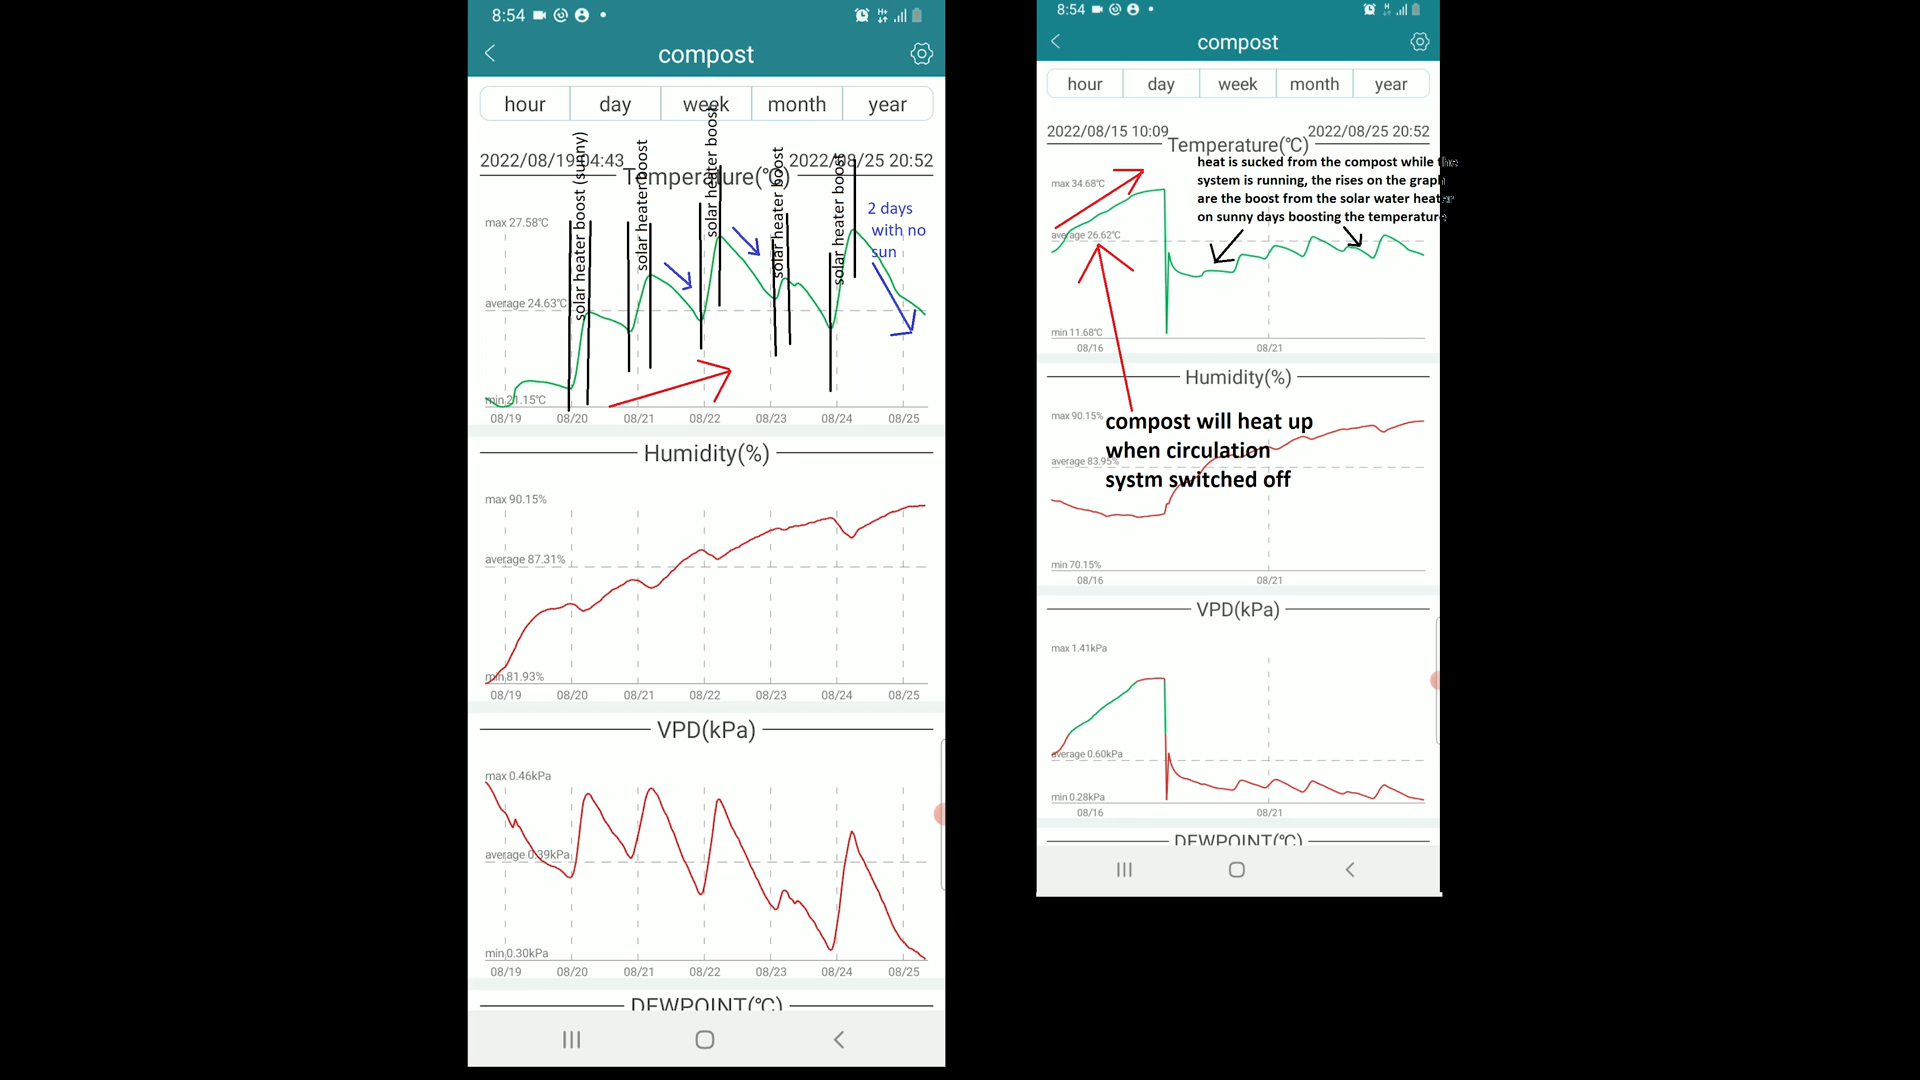 8:54
compost
hour day week month year
2022/08/19 04:43 2022/08/25 20:52
Temperature(℃)
solar heater boost (sunny)
solar heater boost
solar heater boost
solar heater boost
solar heater boost
2 days
with no
sun
max 27.58℃
average 24.63℃
min 21.15℃
08/19 08/20 08/21 08/22 08/23 08/24 08/25
Humidity(%)
max 90.15%
average 87.31%
min 81.93%
08/19 08/20 08/21 08/22 08/23 08/24 08/25
VPD(kPa)
max 0.46kPa
average 0.39kPa
min 0.30kPa
08/19 08/20 08/21 08/22 08/23 08/24 08/25
DEWPOINT(℃)
8:54
compost
hour day week month year
2022/08/15 10:09 2022/08/25 20:52
Temperature(℃)
heat is sucked from the compost while the
system is running, the rises on the graph
are the boost from the solar water heater
on sunny days boosting the temperature
max 34.68℃
average 26.62℃
min 11.68℃
08/16 08/21
Humidity(%)
max 90.15%
compost will heat up
when circulation
systm switched off
average 83.95%
min 70.15%
08/16 08/21
VPD(kPa)
max 1.41kPa
average 0.60kPa
min 0.28kPa
08/16 08/21
DEWPOINT(℃)